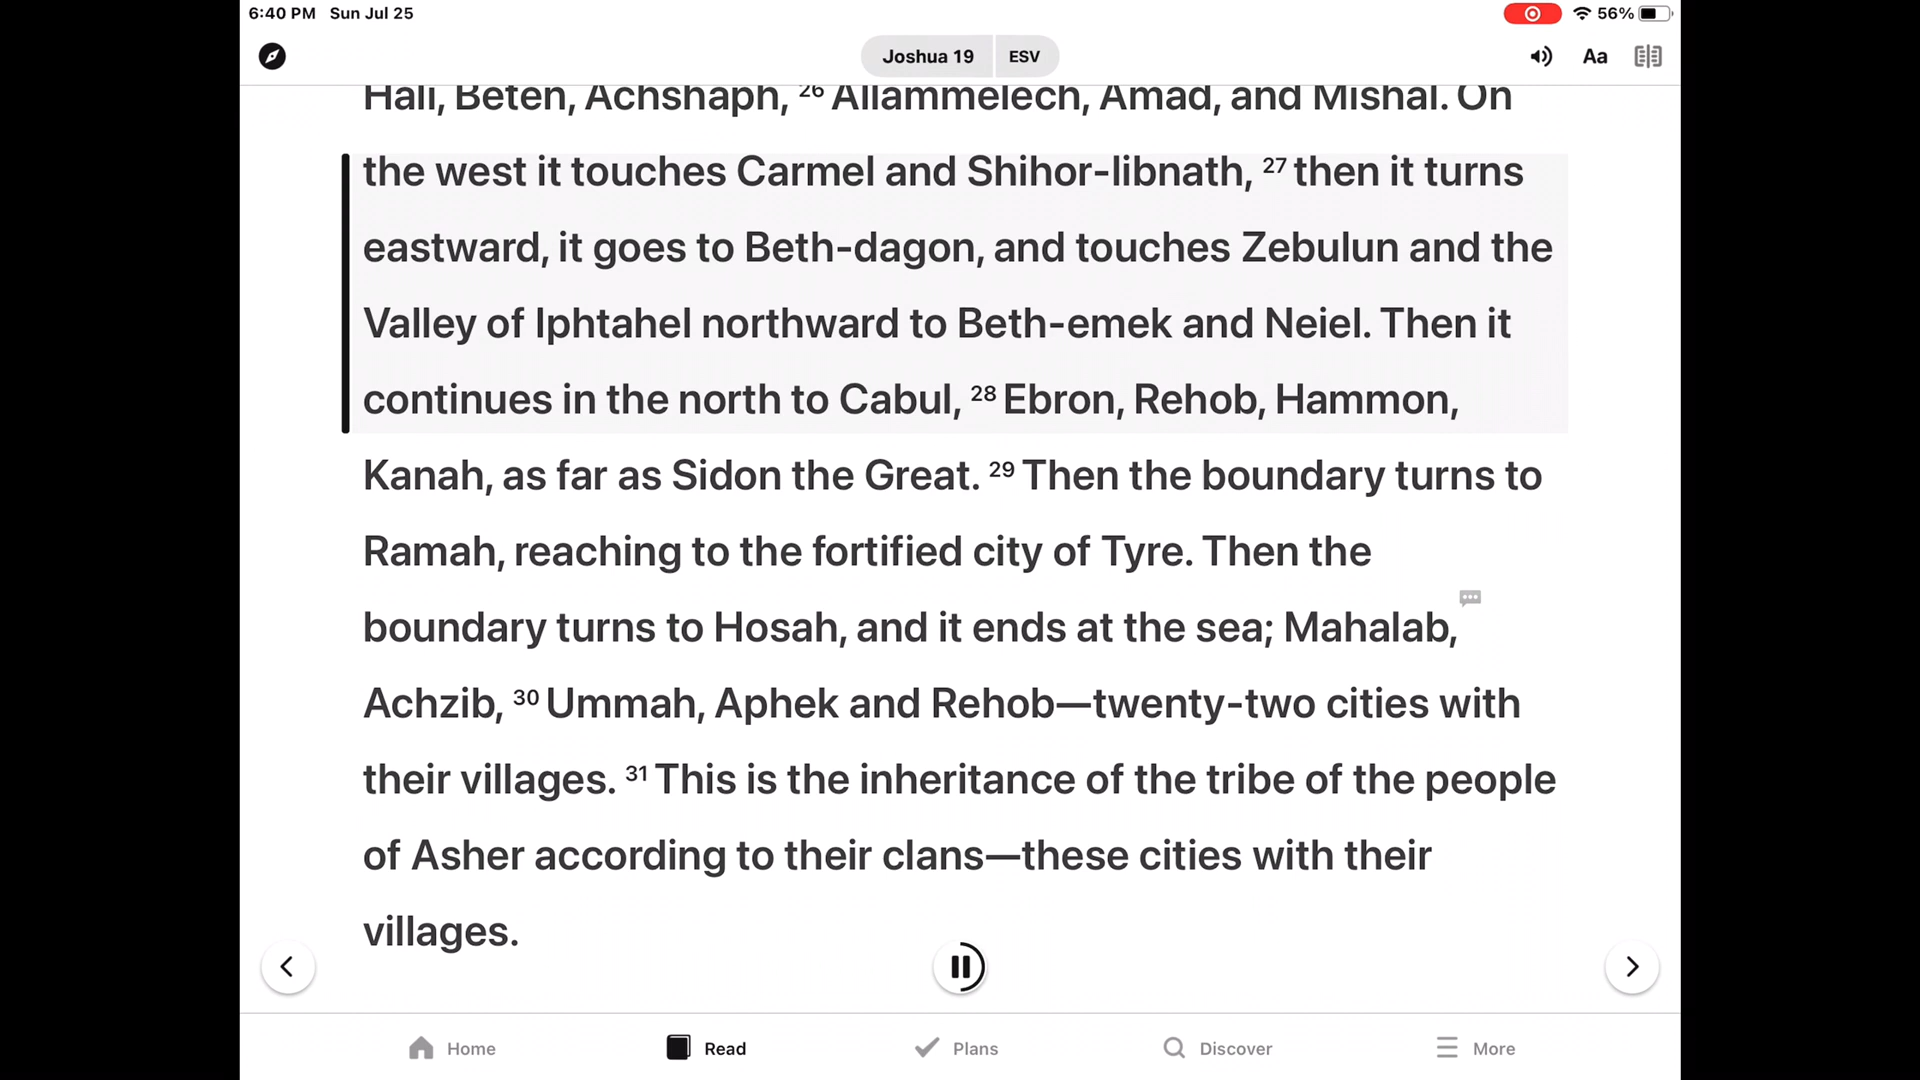 6:40 PM Sun Jul 25
56%
Joshua 19 ESV
Aa
Hali, Beten, Achshaph, 26 Allammelech, Amad, and Mishal. On
the west it touches Carmel and Shihor-libnath, 27 then it turns
eastward, it goes to Beth-dagon, and touches Zebulun and the
Valley of Iphtahel northward to Beth-emek and Neiel. Then it
continues in the north to Cabul, 28 Ebron, Rehob, Hammon,
Kanah, as far as Sidon the Great. 29 Then the boundary turns to
Ramah, reaching to the fortified city of Tyre. Then the
boundary turns to Hosah, and it ends at the sea; Mahalab,
Achzib, 30 Ummah, Aphek and Rehob—twenty-two cities with
their villages. 31 This is the inheritance of the tribe of the people
of Asher according to their clans—these cities with their
villages.
Home Read Plans Discover More